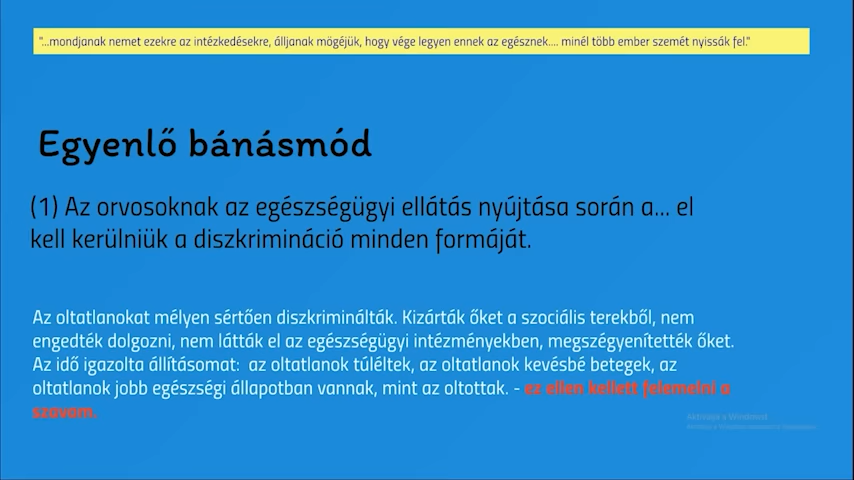 "...mondjanak nemet ezekre az intézkedésekre, álljanak mögéjük, hogy vége legyen ennek az egésznek.... minél több ember szemét nyissák fel."
Egyenlő bánásmód
(1) Az orvosoknak az egészségügyi ellátás nyújtása során a... el
kell kerülniük a diszkrimináció minden formáját.
Az oltatlanokat mélyen sértően diszkriminálták. Kizárták őket a szociális terekből, nem
engedték dolgozni, nem látták el az egészségügyi intézményekben, megszégyenítették őket.
Az idő igazolta állításomat: az oltatlanok túléltek, az oltatlanok kevésbé betegek, az
oltatlanok jobb egészségi állapotban vannak, mint az oltottak. - ez ellen kellett felemelni a
szavam.
Aktiválja a Windowst